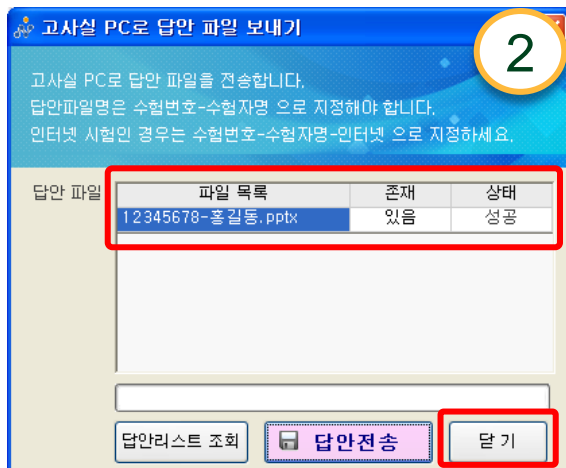 고사실 PC로 답안 파일 보내기
2
고사실 PC로 답안 파일을 전송합니다.
답안파일명은 수험번호-수험자명 으로 지정해야 합니다.
인터넷 시험인 경우는 수험번호-수험자명-인터넷 으로 지정하세요.
답안 파일
파일 목록 존재 상태
12345678-홍길동.pptx 있음 성공
답안리스트 조회 답안전송 닫기